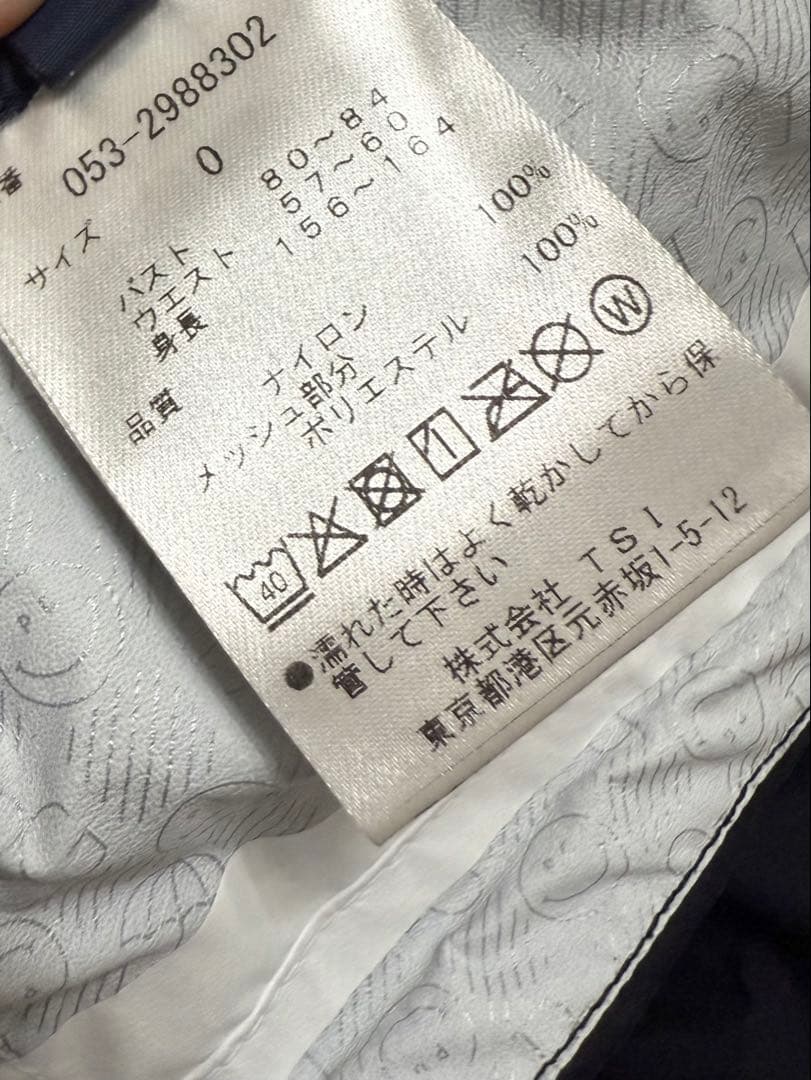 番 053-2988302
サイズ 0
バスト 80～84
ウエスト 57～60
身長 156～164
品質 ナイロン 100%
メッシュ部分
ポリエステル 100%
40
W
●濡れた時はよく乾かしてから保
管して下さい
株式会社 TSI
東京都港区元赤坂1-5-12